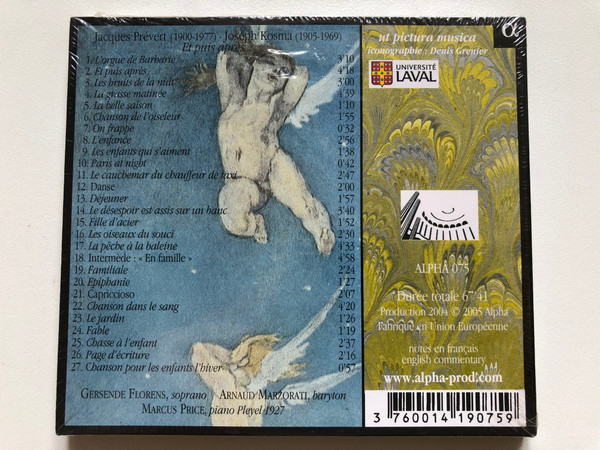 Jacques Prévert (1900-1977) - Joseph Kosma (1905-1969)
Et puis après
1. L'orgue de Barbarie 3'10
2. Et puis après 4'18
3. Les bruits de la nuit 3'00
4. La grasse matinée 4'39
5. La belle saison 1'10
6. Chanson de l'oiseleur 1'55
7. On frappe 0'32
8. L'enfance 2'56
9. Les enfants qui s'aiment 1'38
10. Paris at night 0'42
11. Le cauchemar du chauffeur de taxi 2'47
12. Danse 2'00
13. Déjeuner 1'57
14. Le désespoir est assis sur un banc 3'40
15. Fille d'acier 1'52
16. Les oiseaux du souci 2'30
17. La pêche à la baleine 4'33
18. Intermède : « En famille » 4'58
19. Familiale 2'24
20. Epiphanie 1'27
21. Capriccioso 2'07
22. Chanson dans le sang 4'20
23. Le jardin 1'26
24. Fable 1'19
25. Chasse à l'enfant 2'37
26. Page d'écriture 2'16
27. Chanson pour les enfants l'hiver 0'57
Gersende Florens, soprano / Arnaud Marzorati, baryton
Marcus Price, piano Pleyel 1927
ut pictura musica
iconographie : Denis Grenier
UNIVERSITÉ
LAVAL
ALPHA 075
Durée totale 67'41
Production 2004 © 2005 Alpha
Fabriqué en Union Européenne
notes en français
english commentary
www.alpha-prod.com
3 760014 190759